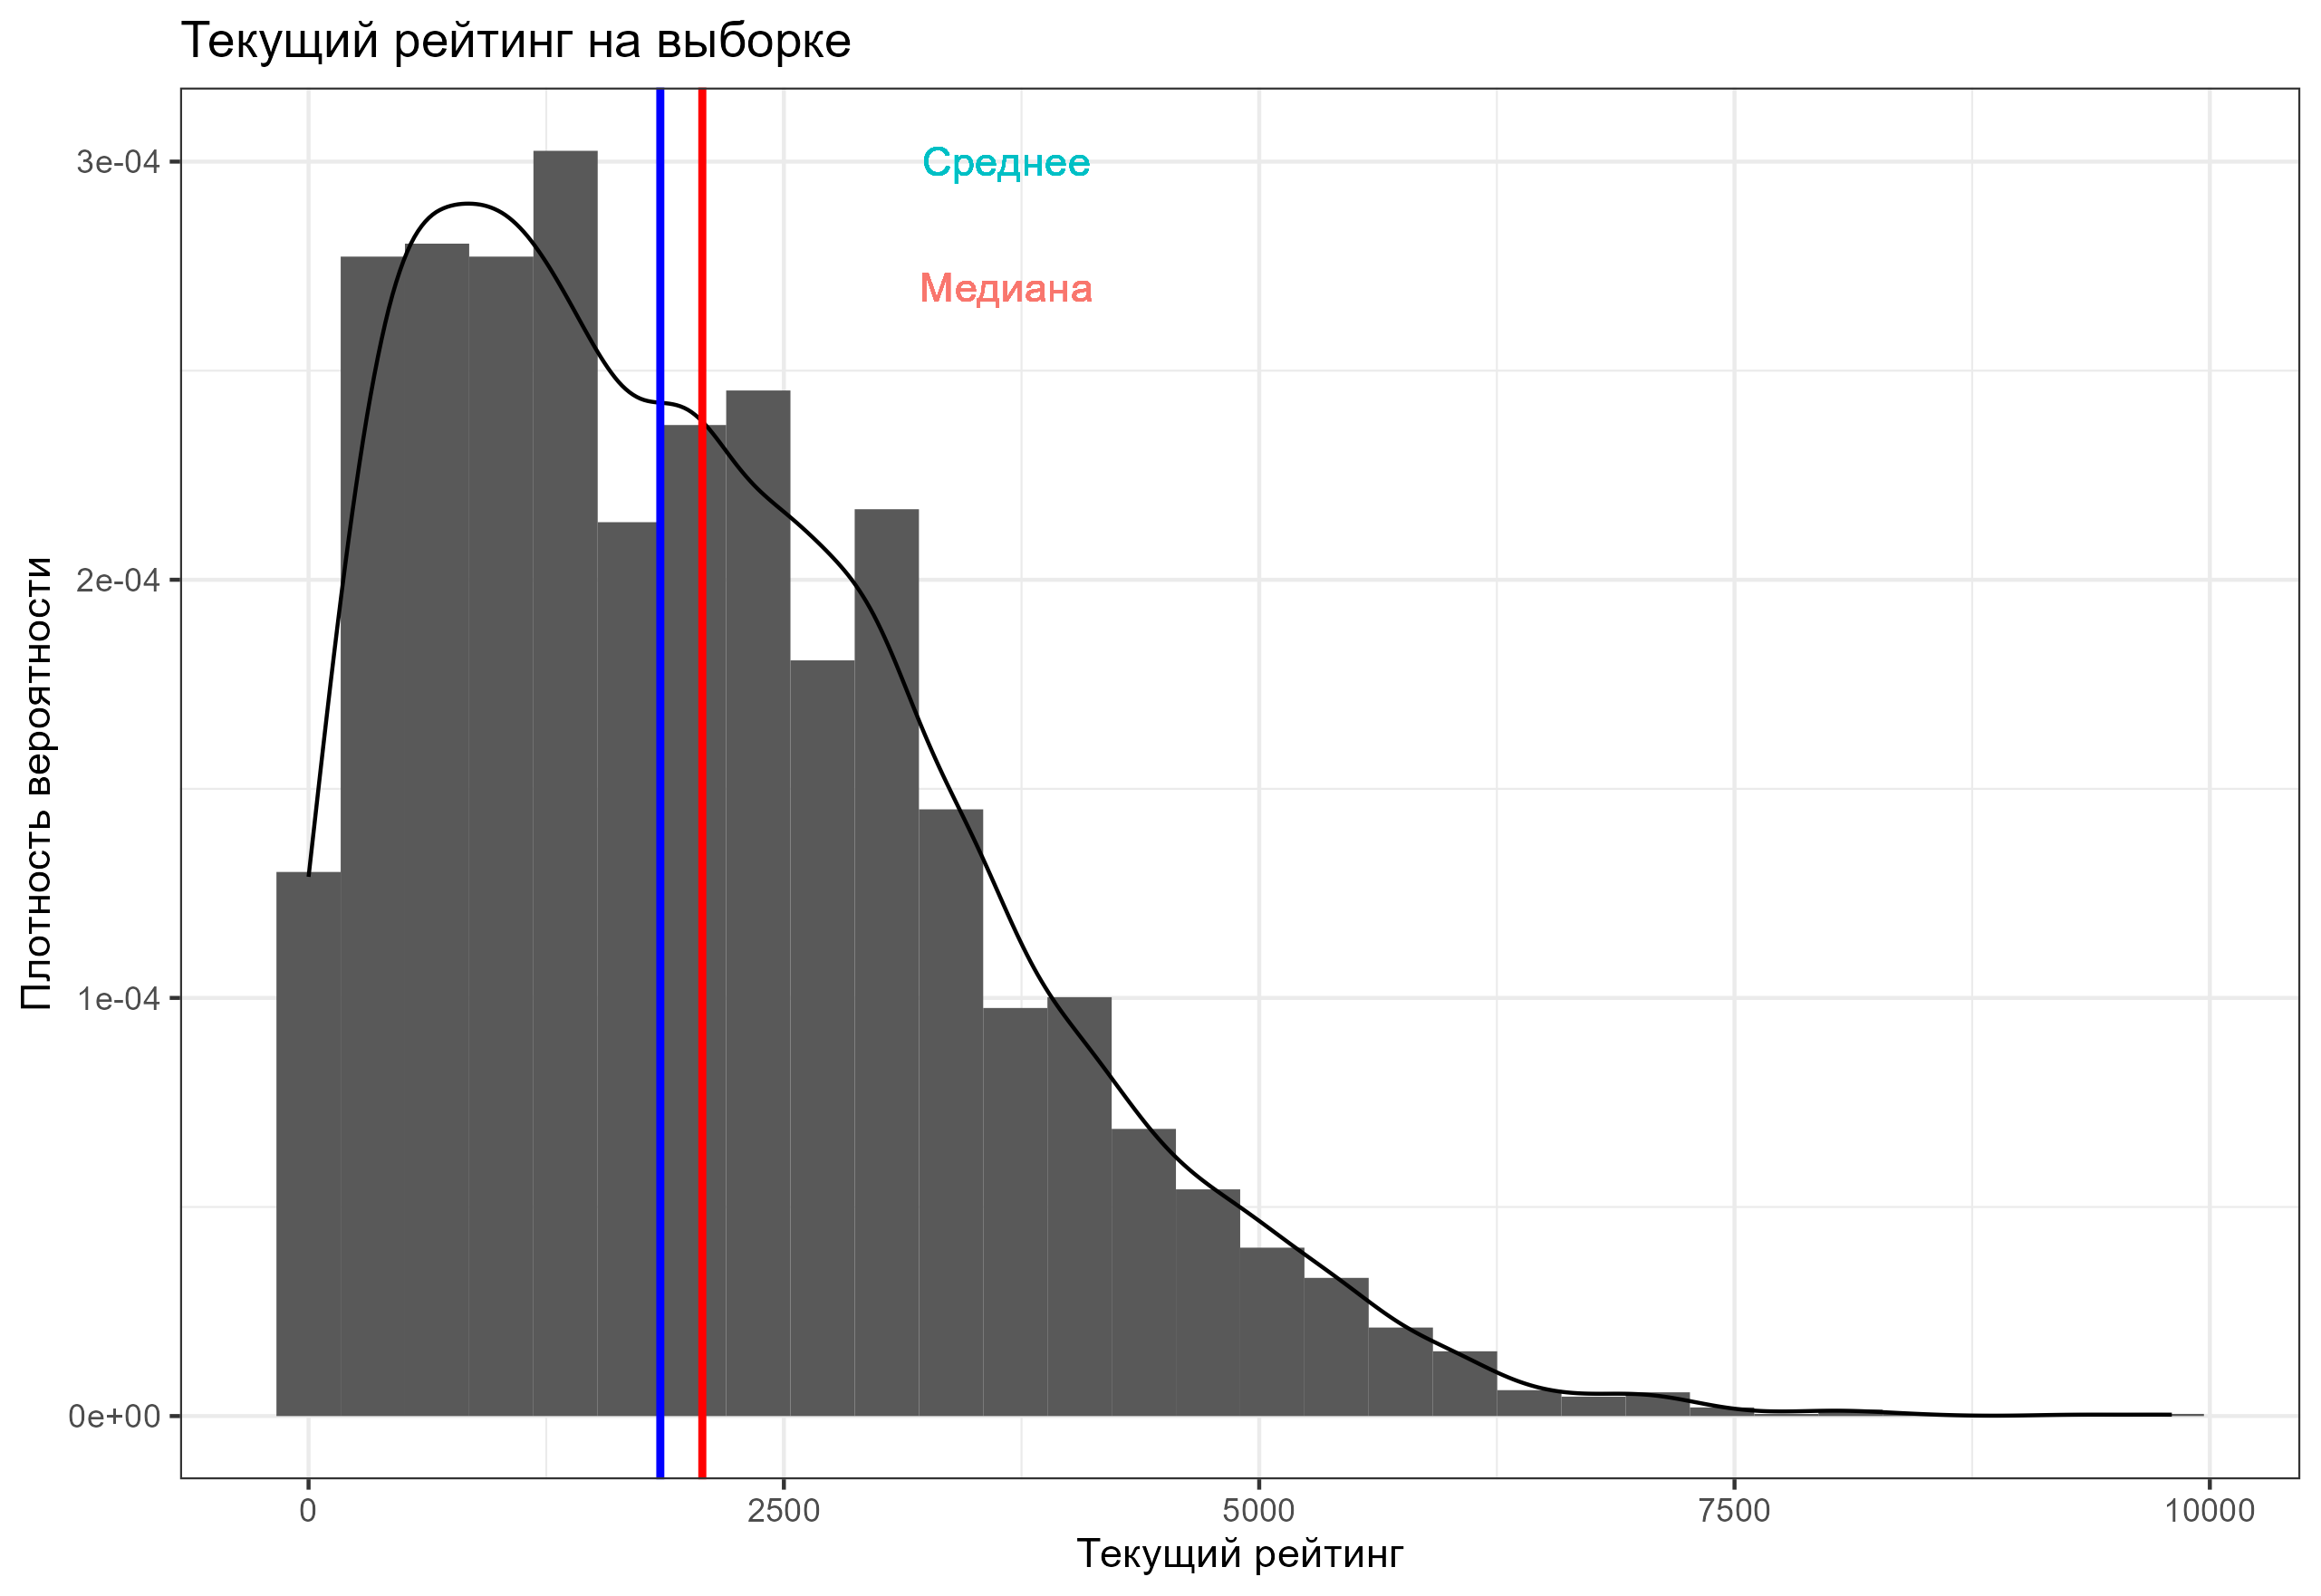 Текущий рейтинг на выборке
Среднее
Медиана
Плотность вероятности
3e-04
2e-04
1e-04
0e+00
0
2500
5000
7500
10000
Текущий рейтинг